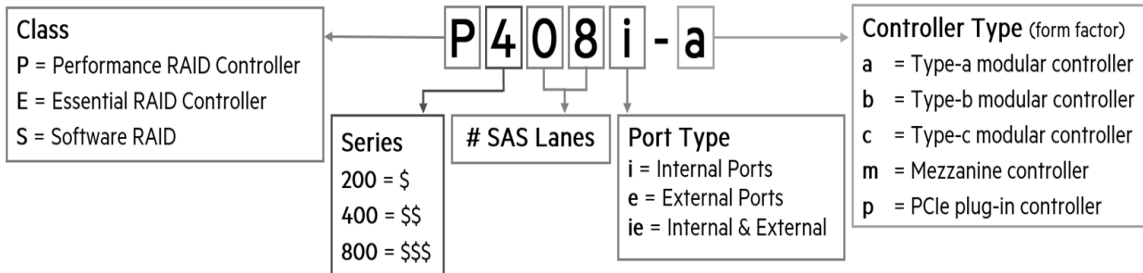 P408i-a
Class
P = Performance RAID Controller
E = Essential RAID Controller
S = Software RAID
Series
200 = $
400 = $$
800 = $$$
# SAS Lanes
Port Type
i = Internal Ports
e = External Ports
ie = Internal & External
Controller Type (form factor)
a = Type-a modular controller
b = Type-b modular controller
c = Type-c modular controller
m = Mezzanine controller
p = PCIe plug-in controller